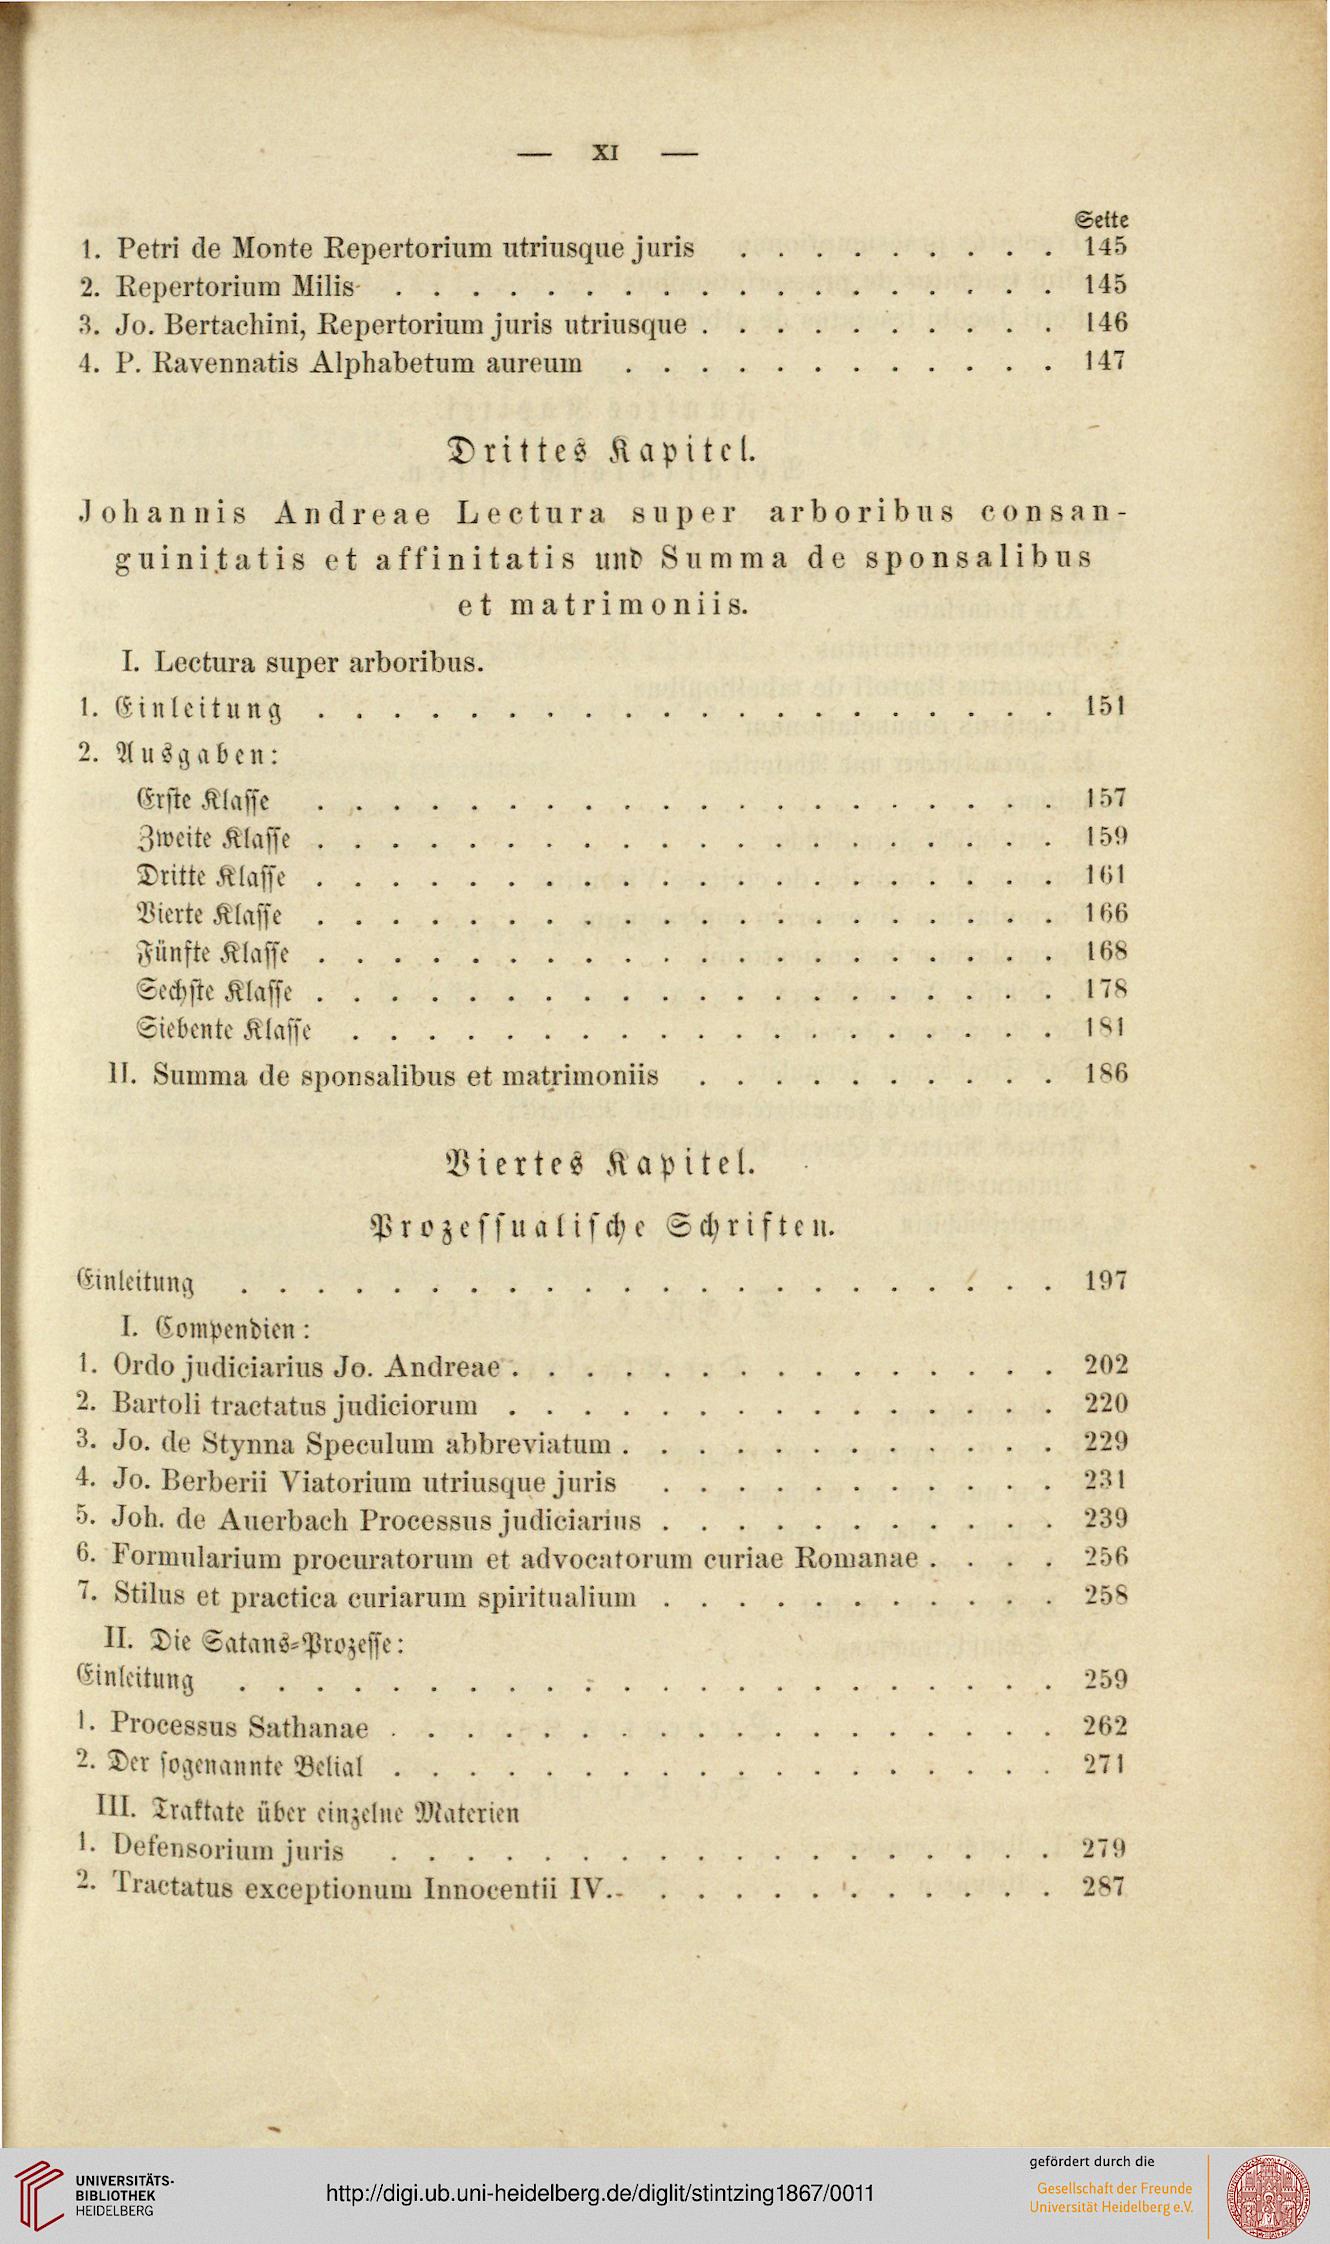 — XI —
Seite
1. Petri de Monte Repertorium utriusque juris . . . . . . . . . 145
2. Repertorium Milis . . . . . . . . . . . . . . . . . . 145
3. Jo. Bertachini, Repertorium juris utriusque . . . . . . . . . . 146
4. P. Ravennatis Alphabetum aureum . . . . . . . . . . . . 147
Drittes Kapitel.
Johannis Andreae Lectura super arboribus consan-
guinitatis et affinitatis und Summa de sponsalibus
et matrimoniis.
I. Lectura super arboribus.
1. Einleitung . . . . . . . . . . . . . . . . . . . . 151
2. Ausgaben:
Erste Klasse . . . . . . . . . . . . . . . . . . . . 157
Zweite Klasse . . . . . . . . . . . . . . . . . . . . 159
Dritte Klasse . . . . . . . . . . . . . . . . . . . . 161
Vierte Klasse . . . . . . . . . . . . . . . . . . . . 166
Fünfte Klasse . . . . . . . . . . . . . . . . . . . . 168
Sechste Klasse . . . . . . . . . . . . . . . . . . . . 178
Siebente Klasse . . . . . . . . . . . . . . . . . . . 181
II. Summa de sponsalibus et matrimoniis . . . . . . . . . . 186
Viertes Kapitel.
Prozessualische Schriften.
Einleitung . . . . . . . . . . . . . . . . . . . . . . 197
I. Compendien:
1. Ordo judiciarius Jo. Andreae . . . . . . . . . . . . . . . 202
2. Bartoli tractatus judiciorum . . . . . . . . . . . . . . . 220
3. Jo. de Stynna Speculum abbreviatum . . . . . . . . . . . . 229
4. Jo. Berberii Viatorium utriusque juris . . . . . . . . . . . 231
5. Joh. de Auerbach Processus judiciarius . . . . . . . . . . . 239
6. Formularium procuratorum et advocatorum curiae Romanae . . . . 256
7. Stilus et practica curiarum spiritualium . . . . . . . . . . . 258
II. Die Satans-Prozesse:
Einleitung . . . . . . . . . . . . . . . . . . . . . . 259
1. Processus Sathanae . . . . . . . . . . . . . . . . . . 262
2. Der sogenannte Belial . . . . . . . . . . . . . . . . . . 271
III. Traktate über einzelne Materien
1. Defensorium juris . . . . . . . . . . . . . . . . . . 279
2. Tractatus exceptionum Innocentii IV. . . . . . . . . . . . 287
UNIVERSITÄTS-
BIBLIOTHEK
HEIDELBERG
http://digi.ub.uni-heidelberg.de/diglit/stintzing1867/0011
gefördert durch die
Gesellschaft der Freunde
Universität Heidelberg e.V.